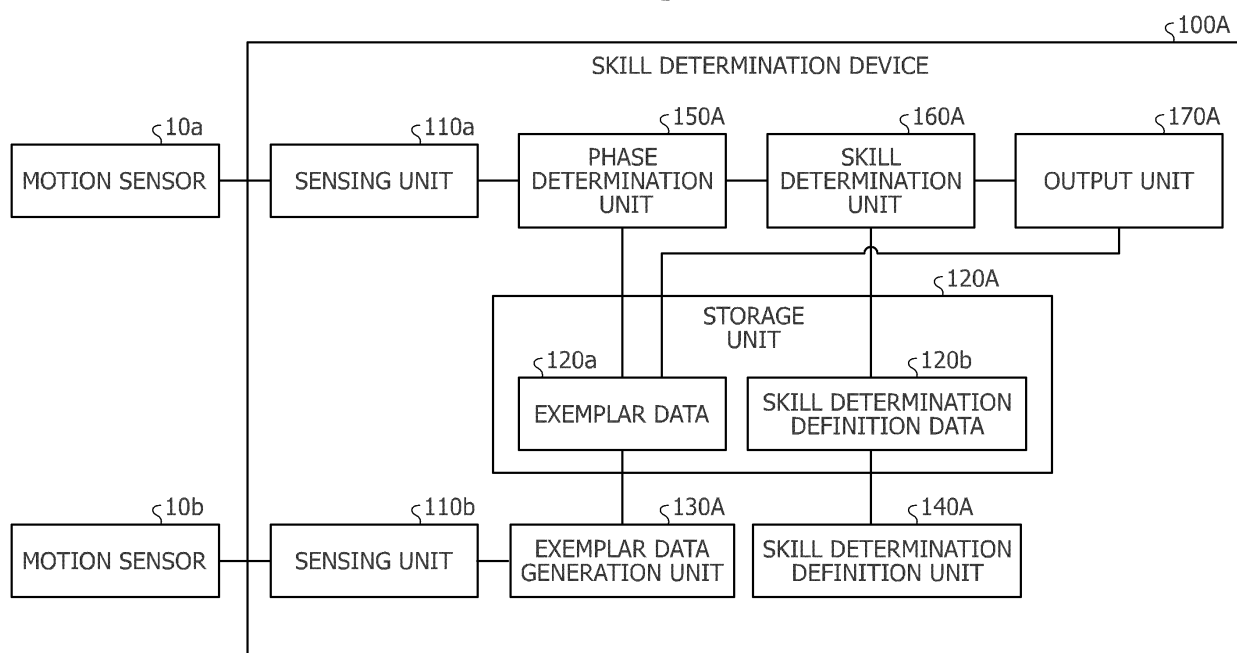 100A
SKILL DETERMINATION DEVICE
10a
110a
150A
160A
170A
MOTION SENSOR
SENSING UNIT
PHASE
DETERMINATION
UNIT
SKILL
DETERMINATION
UNIT
OUTPUT UNIT
120A
STORAGE
UNIT
120a
120b
EXEMPLAR DATA
SKILL DETERMINATION
DEFINITION DATA
10b
110b
130A
140A
MOTION SENSOR
SENSING UNIT
EXEMPLAR DATA
GENERATION UNIT
SKILL DETERMINATION
DEFINITION UNIT